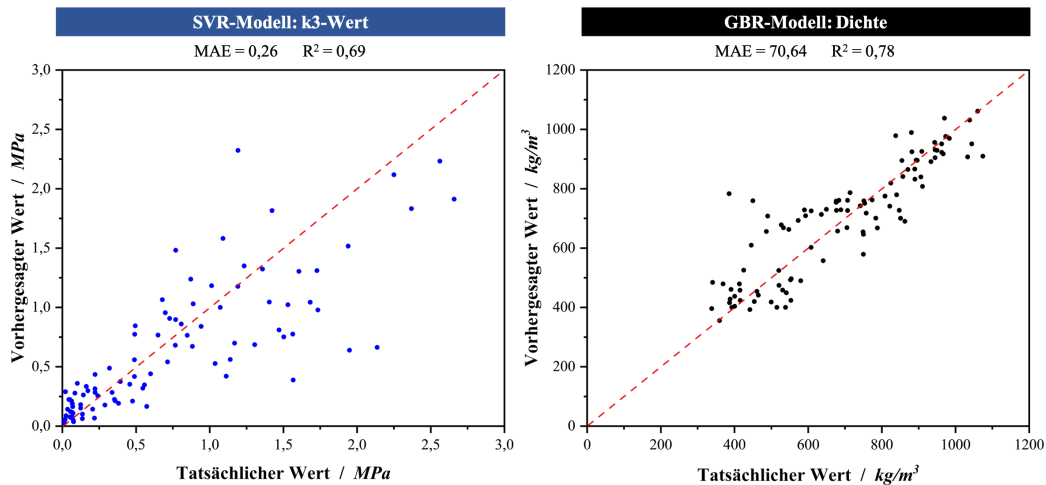 SVR-Modell: k3-Wert
MAE = 0,26 R² = 0,69
3,0
2,5
2,0
1,5
1,0
0,5
0,0
Vorhergesagter Wert / MPa
0,0 0,5 1,0 1,5 2,0 2,5 3,0
Tatsächlicher Wert / MPa
GBR-Modell: Dichte
MAE = 70,64 R² = 0,78
1200
1000
800
600
400
200
0
Vorhergesagter Wert / kg/m³
0 200 400 600 800 1000 1200
Tatsächlicher Wert / kg/m³